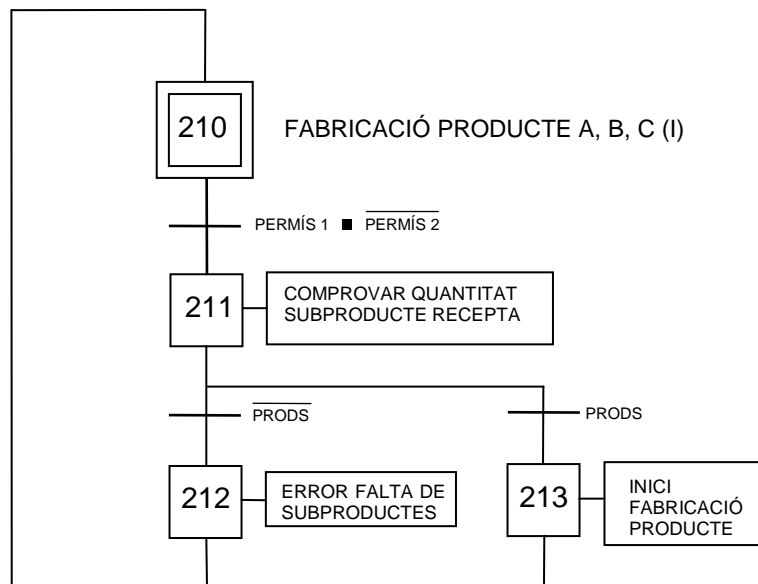 210
FABRICACIÓ PRODUCTE A, B, C (I)
PERMÍS 1 ■ PERMÍS 2
211
COMPROVAR QUANTITAT
SUBPRODUCTE RECEPTA
PRODS
PRODS
212
ERROR FALTA DE
SUBPRODUCTES
213
INICI
FABRICACIÓ
PRODUCTE